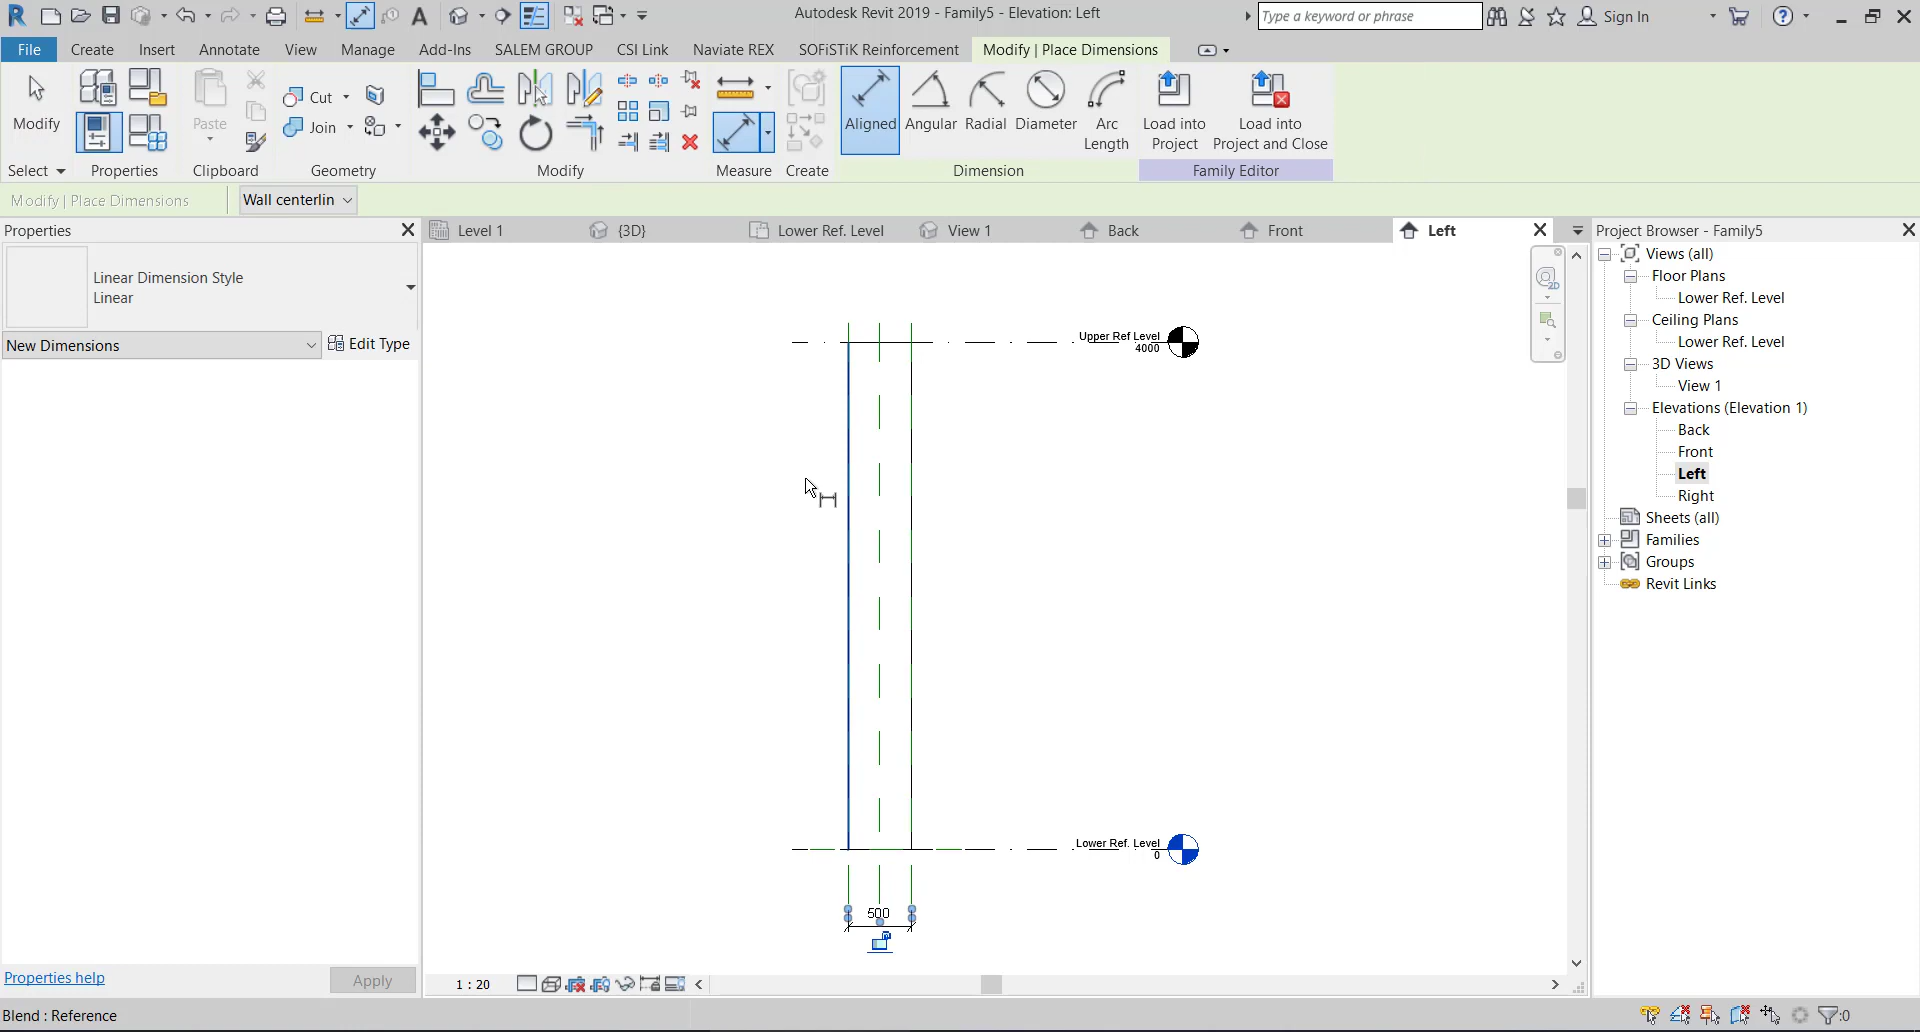 Autodesk Revit 2019 - Family5 - Elevation: Left
Type a keyword or phrase
Sign In
File
Create
Insert
Annotate
View
Manage
Add-Ins
SALEM GROUP
CSI Link
Naviate REX
SOFiSTiK Reinforcement
Modify | Place Dimensions
Modify
Paste
Cut
Join
Aligned
Angular
Radial
Diameter
Arc
Length
Load into
Project
Load into
Project and Close
Select
Properties
Clipboard
Geometry
Modify
Measure
Create
Dimension
Family Editor
Modify | Place Dimensions
Wall centerlin
Properties
Linear Dimension Style
Linear
New Dimensions
Edit Type
Properties help
Apply
Level 1
{3D}
Lower Ref. Level
View 1
Back
Front
Left
2D
Upper Ref Level
4000
Lower Ref. Level
0
500
1 : 20
Project Browser - Family5
Views (all)
Floor Plans
Lower Ref. Level
Ceiling Plans
Lower Ref. Level
3D Views
View 1
Elevations (Elevation 1)
Back
Front
Left
Right
Sheets (all)
Families
Groups
Revit Links
Blend : Reference
:0